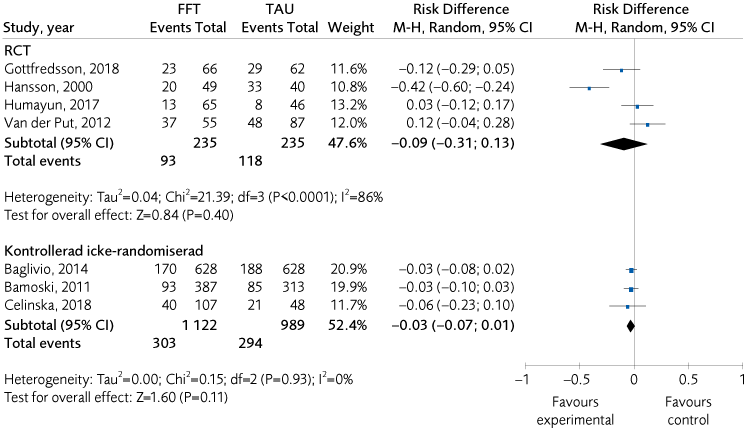 FFT TAU Risk Difference Risk Difference
Study, year Events Total Events Total Weight M-H, Random, 95% CI M-H, Random, 95% CI
RCT
Gottfredsson, 2018 23 66 29 62 11.6% −0.12 (−0.29; 0.05)
Hansson, 2000 20 49 33 40 10.8% −0.42 (−0.60; −0.24)
Humayun, 2017 13 65 8 46 13.2% 0.03 (−0.12; 0.17)
Van der Put, 2012 37 55 48 87 12.0% 0.12 (−0.04; 0.28)
Subtotal (95% CI) 235 235 47.6% −0.09 (−0.31; 0.13)
Total events 93 118
Heterogeneity: Tau²=0.04; Chi²=21.39; df=3 (P<0.0001); I²=86%
Test for overall effect: Z=0.84 (P=0.40)
Kontrollerad icke-randomiserad
Baglivio, 2014 170 628 188 628 20.9% −0.03 (−0.08; 0.02)
Bamoski, 2011 93 387 85 313 19.9% −0.03 (−0.10; 0.03)
Celinska, 2018 40 107 21 48 11.7% −0.06 (−0.23; 0.10)
Subtotal (95% CI) 1 122 989 52.4% −0.03 (−0.07; 0.01)
Total events 303 294
Heterogeneity: Tau²=0.00; Chi²=0.15; df=2 (P=0.93); I²=0%
Test for overall effect: Z=1.60 (P=0.11)
−1 −0.5 0 0.5 1
Favours experimental Favours control